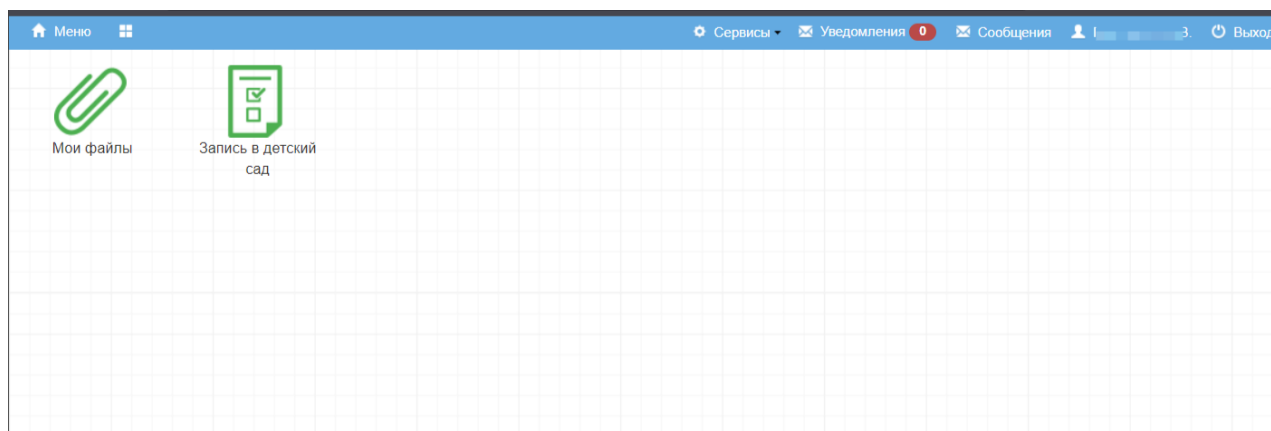 Меню Сервисы Уведомления 0 Сообщения Выход
Мои файлы Запись в детский
сад